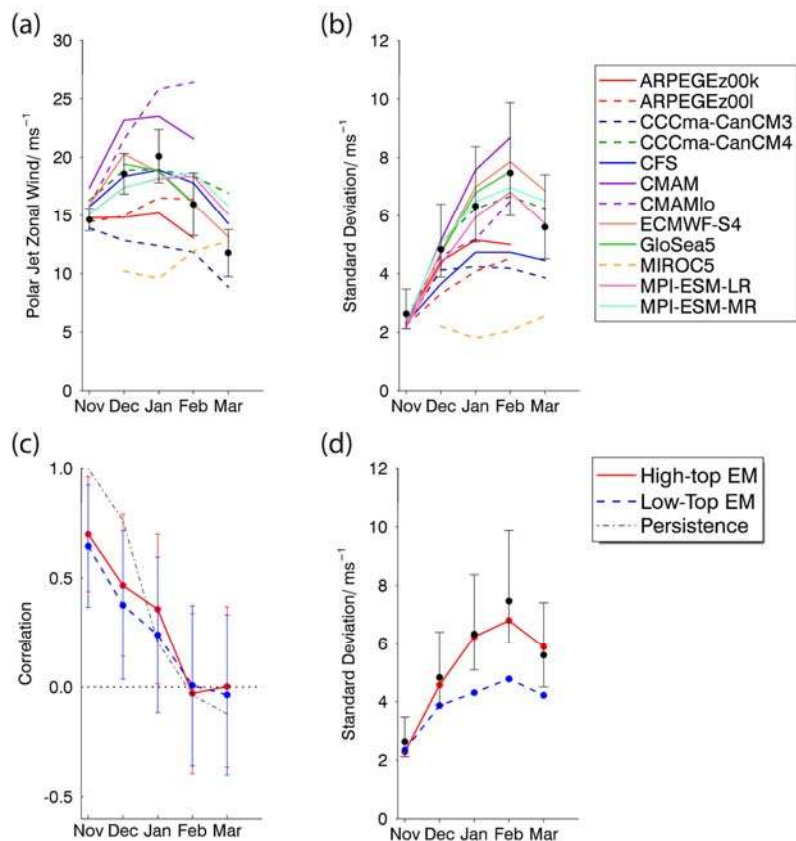 (a)
30
25
20
15
10
5
0
Polar Jet Zonal Wind/ ms⁻¹
Nov Dec Jan Feb Mar
(b)
12
10
8
6
4
2
0
Standard Deviation/ ms⁻¹
Nov Dec Jan Feb Mar
ARPEGEz00k
ARPEGEz00l
CCCma-CanCM3
CCCma-CanCM4
CFS
CMAM
CMAMlo
ECMWF-S4
GloSea5
MIROC5
MPI-ESM-LR
MPI-ESM-MR
(c)
1.0
0.5
0.0
-0.5
Correlation
Nov Dec Jan Feb Mar
(d)
12
10
8
6
4
2
0
Standard Deviation/ ms⁻¹
Nov Dec Jan Feb Mar
High-top EM
Low-Top EM
Persistence